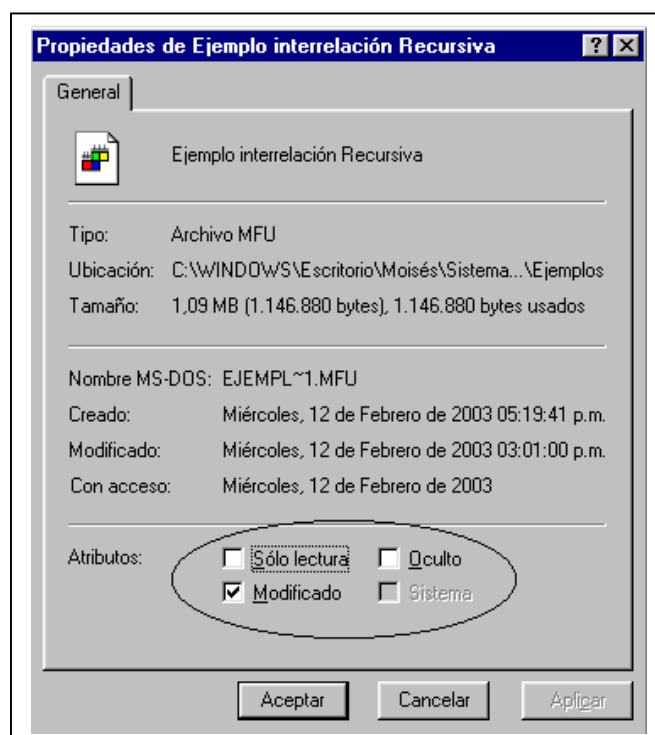 Propiedades de Ejemplo interrelación Recursiva
General
Ejemplo interrelación Recursiva
Tipo: Archivo MFU
Ubicación: C:\WINDOWS\Escritorio\Moisés\Sistema...\Ejemplos
Tamaño: 1,09 MB (1.146.880 bytes), 1.146.880 bytes usados
Nombre MS-DOS: EJEMPL~1.MFU
Creado: Miércoles, 12 de Febrero de 2003 05:19:41 p.m.
Modificado: Miércoles, 12 de Febrero de 2003 03:01:00 p.m.
Con acceso: Miércoles, 12 de Febrero de 2003
Atributos: Sólo lectura Oculto
Modificado Sistema
Aceptar Cancelar Aplicar